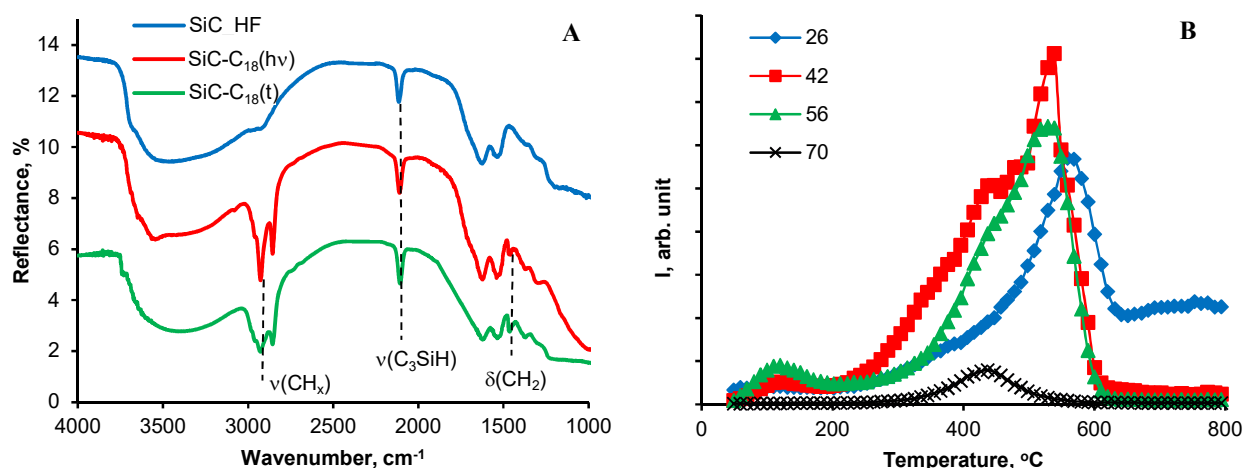 SiC_HF
SiC-C₁₈(hν)
SiC-C₁₈(t)
A
14
12
10
8
6
4
2
0
Reflectance, %
ν(CHₓ)
ν(C₃SiH)
δ(CH₂)
4000 3500 3000 2500 2000 1500 1000
Wavenumber, cm⁻¹
B
26
42
56
70
I, arb. unit
0 200 400 600 800
Temperature, ᵒC